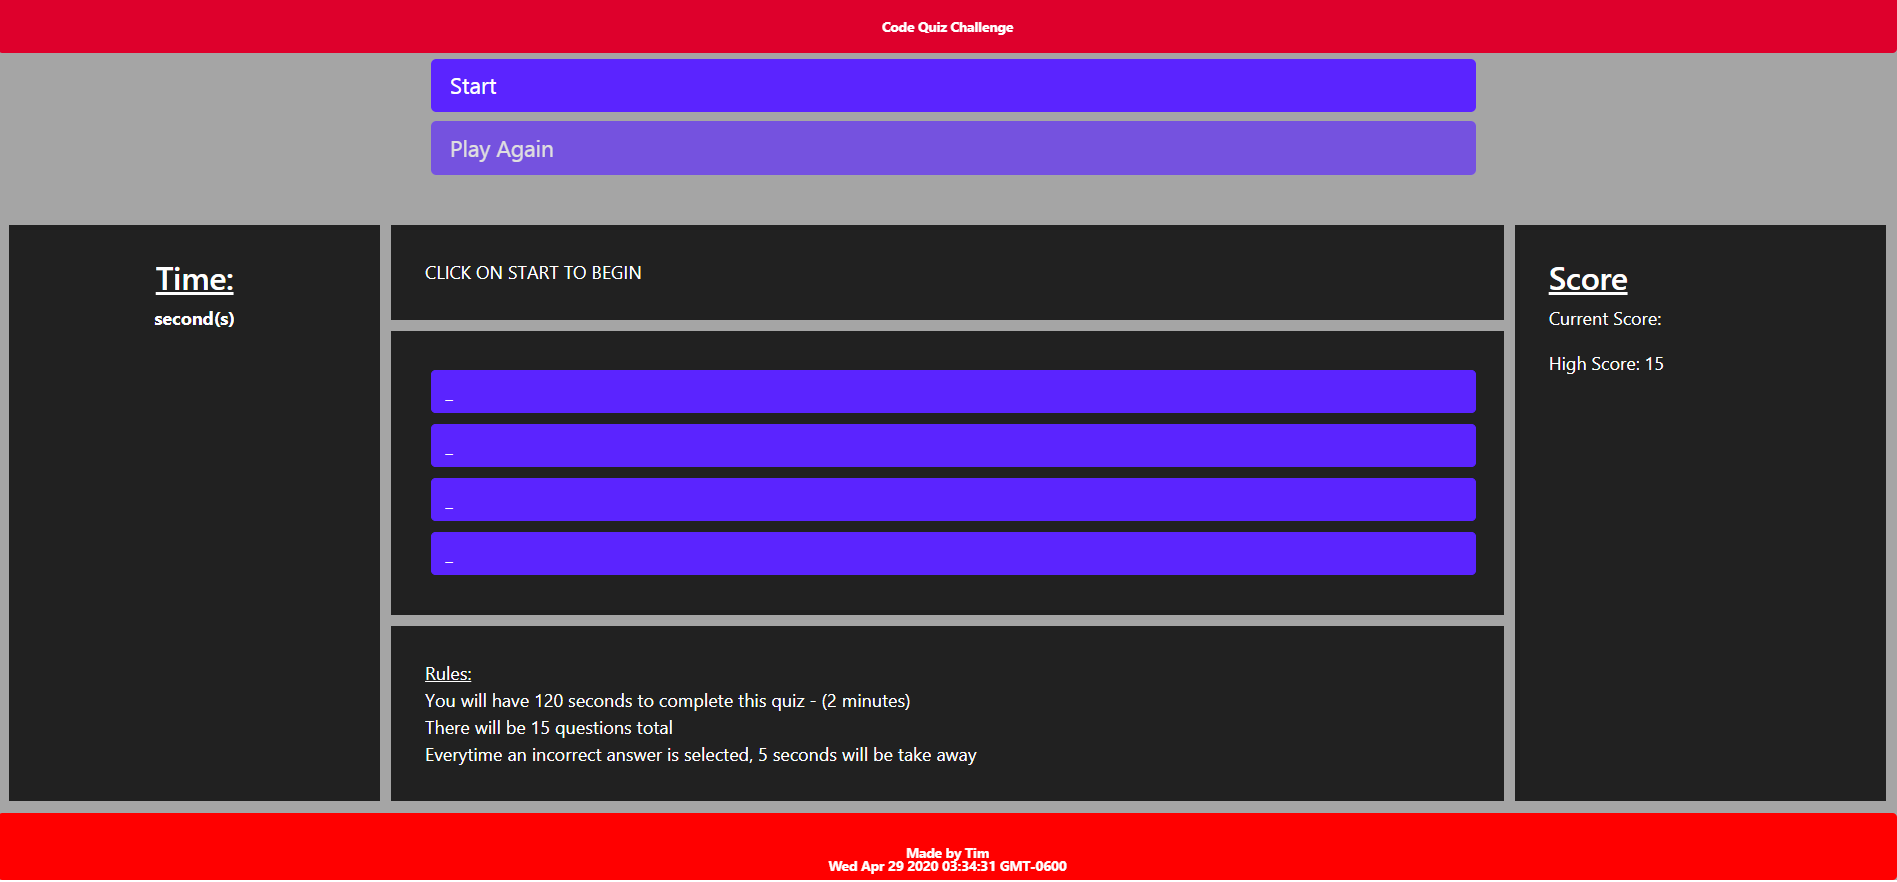 Code Quiz Challenge
Start
Play Again
Time:
second(s)
CLICK ON START TO BEGIN
_
_
_
_
Rules:
You will have 120 seconds to complete this quiz - (2 minutes)
There will be 15 questions total
Everytime an incorrect answer is selected, 5 seconds will be take away
Score
Current Score:
High Score: 15
Made by Tim
Wed Apr 29 2020 03:34:31 GMT-0600